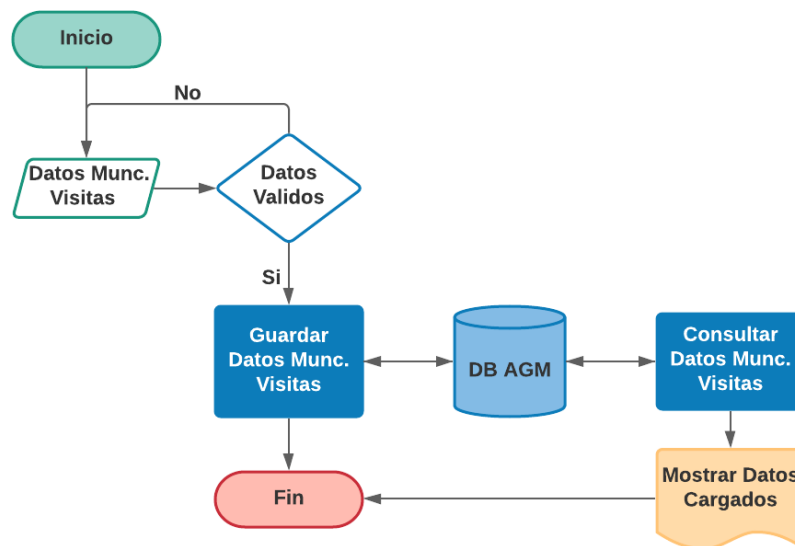 Inicio
No
Datos Munc.
Visitas
Datos
Validos
Si
Guardar
Datos Munc.
Visitas
DB AGM
Consultar
Datos Munc.
Visitas
Mostrar Datos
Cargados
Fin